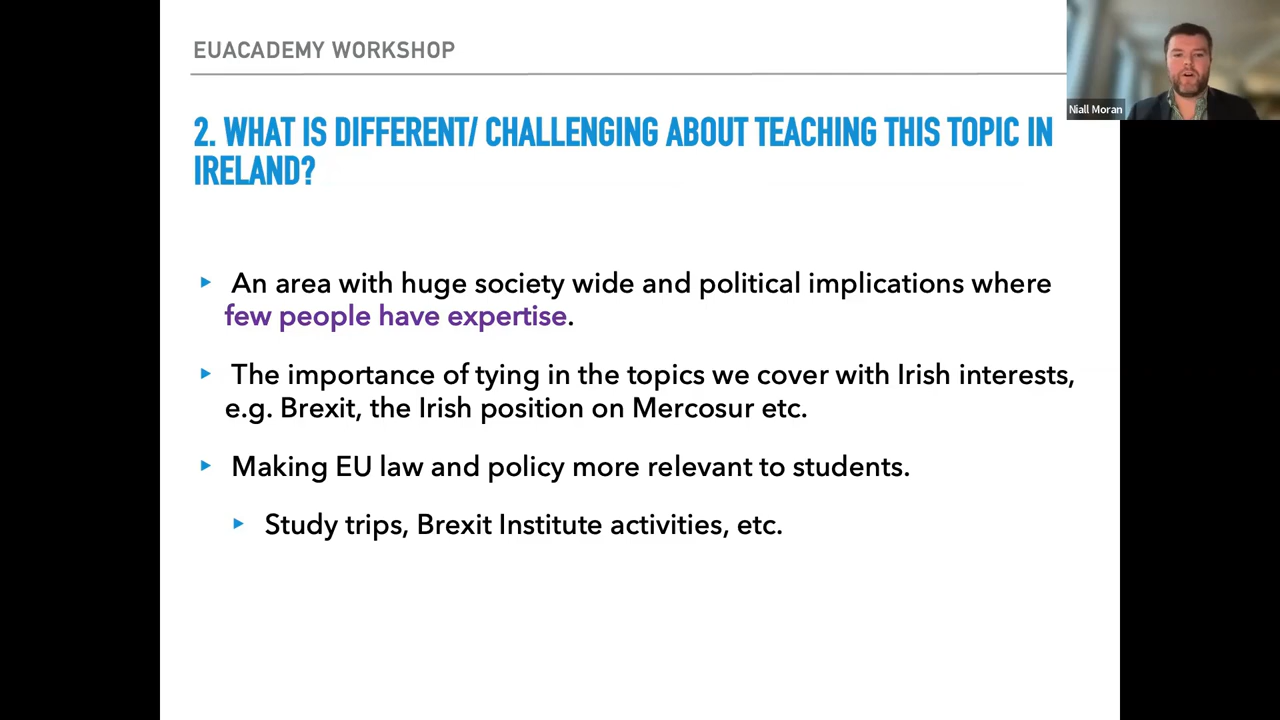 EUACADEMY WORKSHOP
Niall Moran
2. WHAT IS DIFFERENT/ CHALLENGING ABOUT TEACHING THIS TOPIC IN
IRELAND?
▸ An area with huge society wide and political implications where
few people have expertise.
▸ The importance of tying in the topics we cover with Irish interests,
e.g. Brexit, the Irish position on Mercosur etc.
▸ Making EU law and policy more relevant to students.
▸ Study trips, Brexit Institute activities, etc.